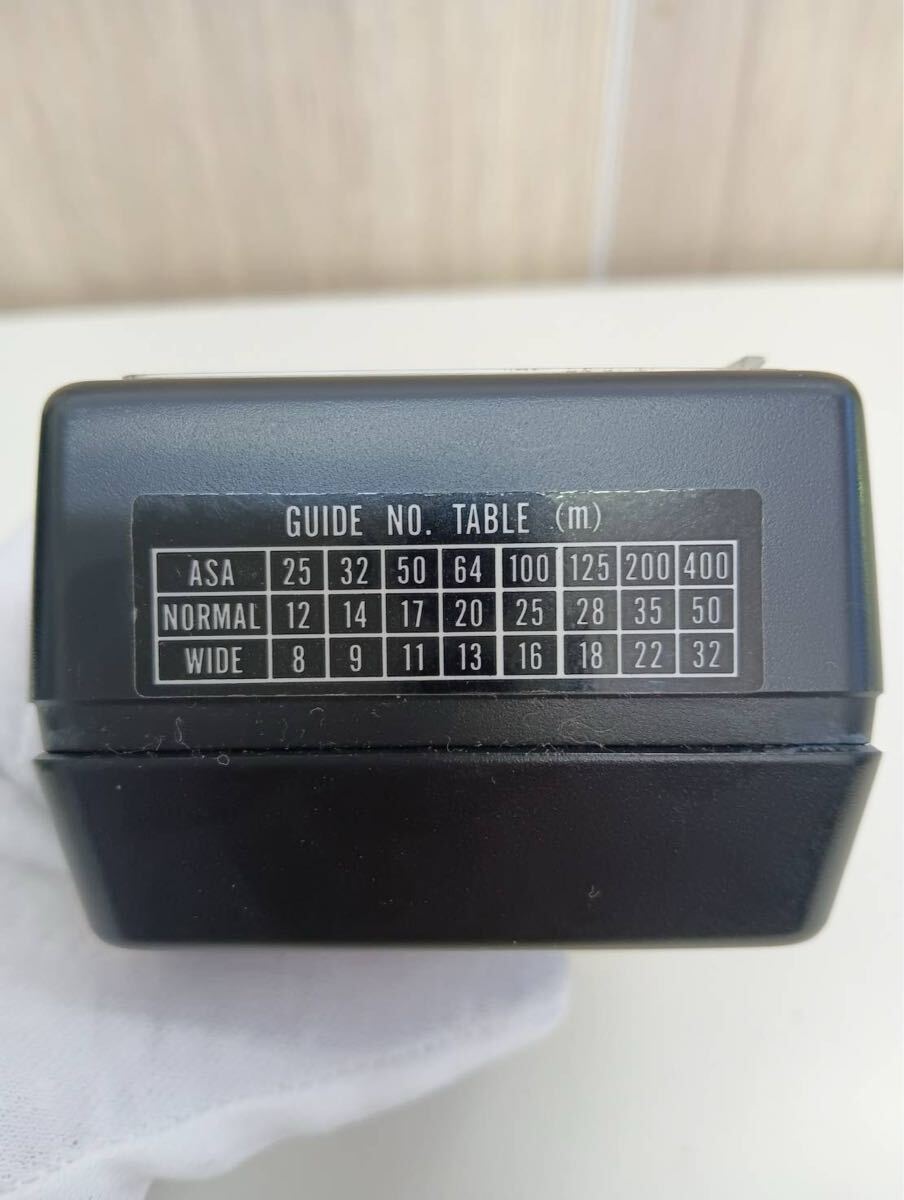 GUIDE NO. TABLE (m)
ASA 25 32 50 64 100 125 200 400
NORMAL 12 14 17 20 25 28 35 50
WIDE 8 9 11 13 16 18 22 32